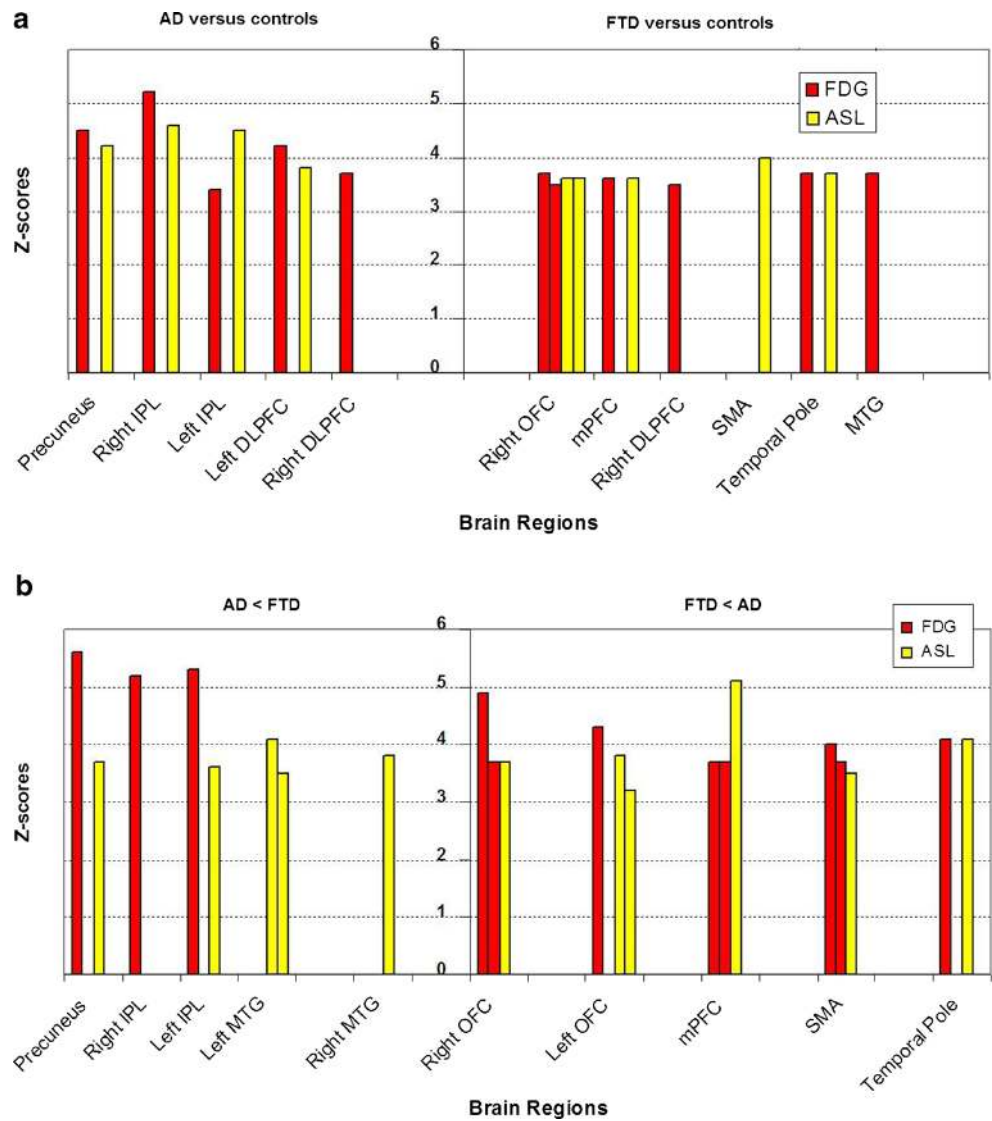 a
AD versus controls
FTD versus controls
FDG
ASL
Z-scores
6
5
4
3
2
1
0
Precuneus
Right IPL
Left IPL
Left DLPFC
Right DLPFC
Right OFC
mPFC
Right DLPFC
SMA
Temporal Pole
MTG
Brain Regions
b
AD < FTD
FTD < AD
FDG
ASL
Z-scores
6
5
4
3
2
1
0
Precuneus
Right IPL
Left IPL
Left MTG
Right MTG
Right OFC
Left OFC
mPFC
SMA
Temporal Pole
Brain Regions